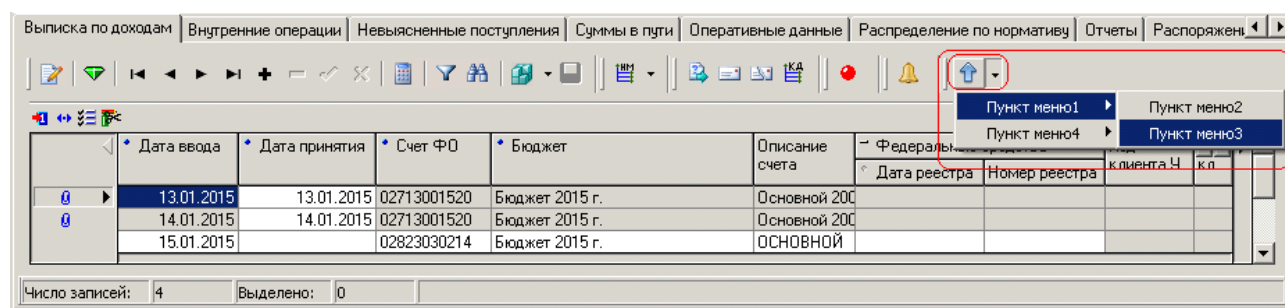 Выписка по доходам Внутренние операции Невыясненные поступления Суммы в пути Оперативные данные Распределение по нормативу Отчеты
Пункт меню1 Пункт меню2
Пункт меню4 Пункт меню3
Дата ввода Дата принятия Счет ФО Бюджет Описание счета
Дата реестра Номер реестра клиента Ч кл
13.01.2015 13.01.2015 02713001520 Бюджет 2015 г. Основной 200
14.01.2015 14.01.2015 02713001520 Бюджет 2015 г. Основной 200
15.01.2015 02823030214 Бюджет 2015 г. ОСНОВНОЙ
Число записей: 4 Выделено: 0